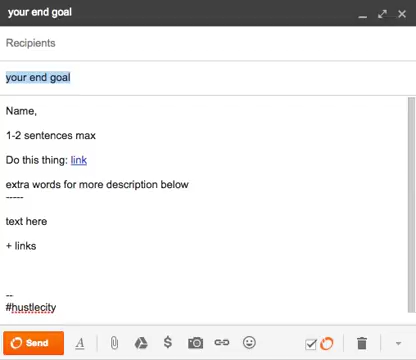 your end goal
Recipients
your end goal
Name,
1-2 sentences max
Do this thing: link
extra words for more description below
-----
text here
+ links
--
#hustlecity
Send A $